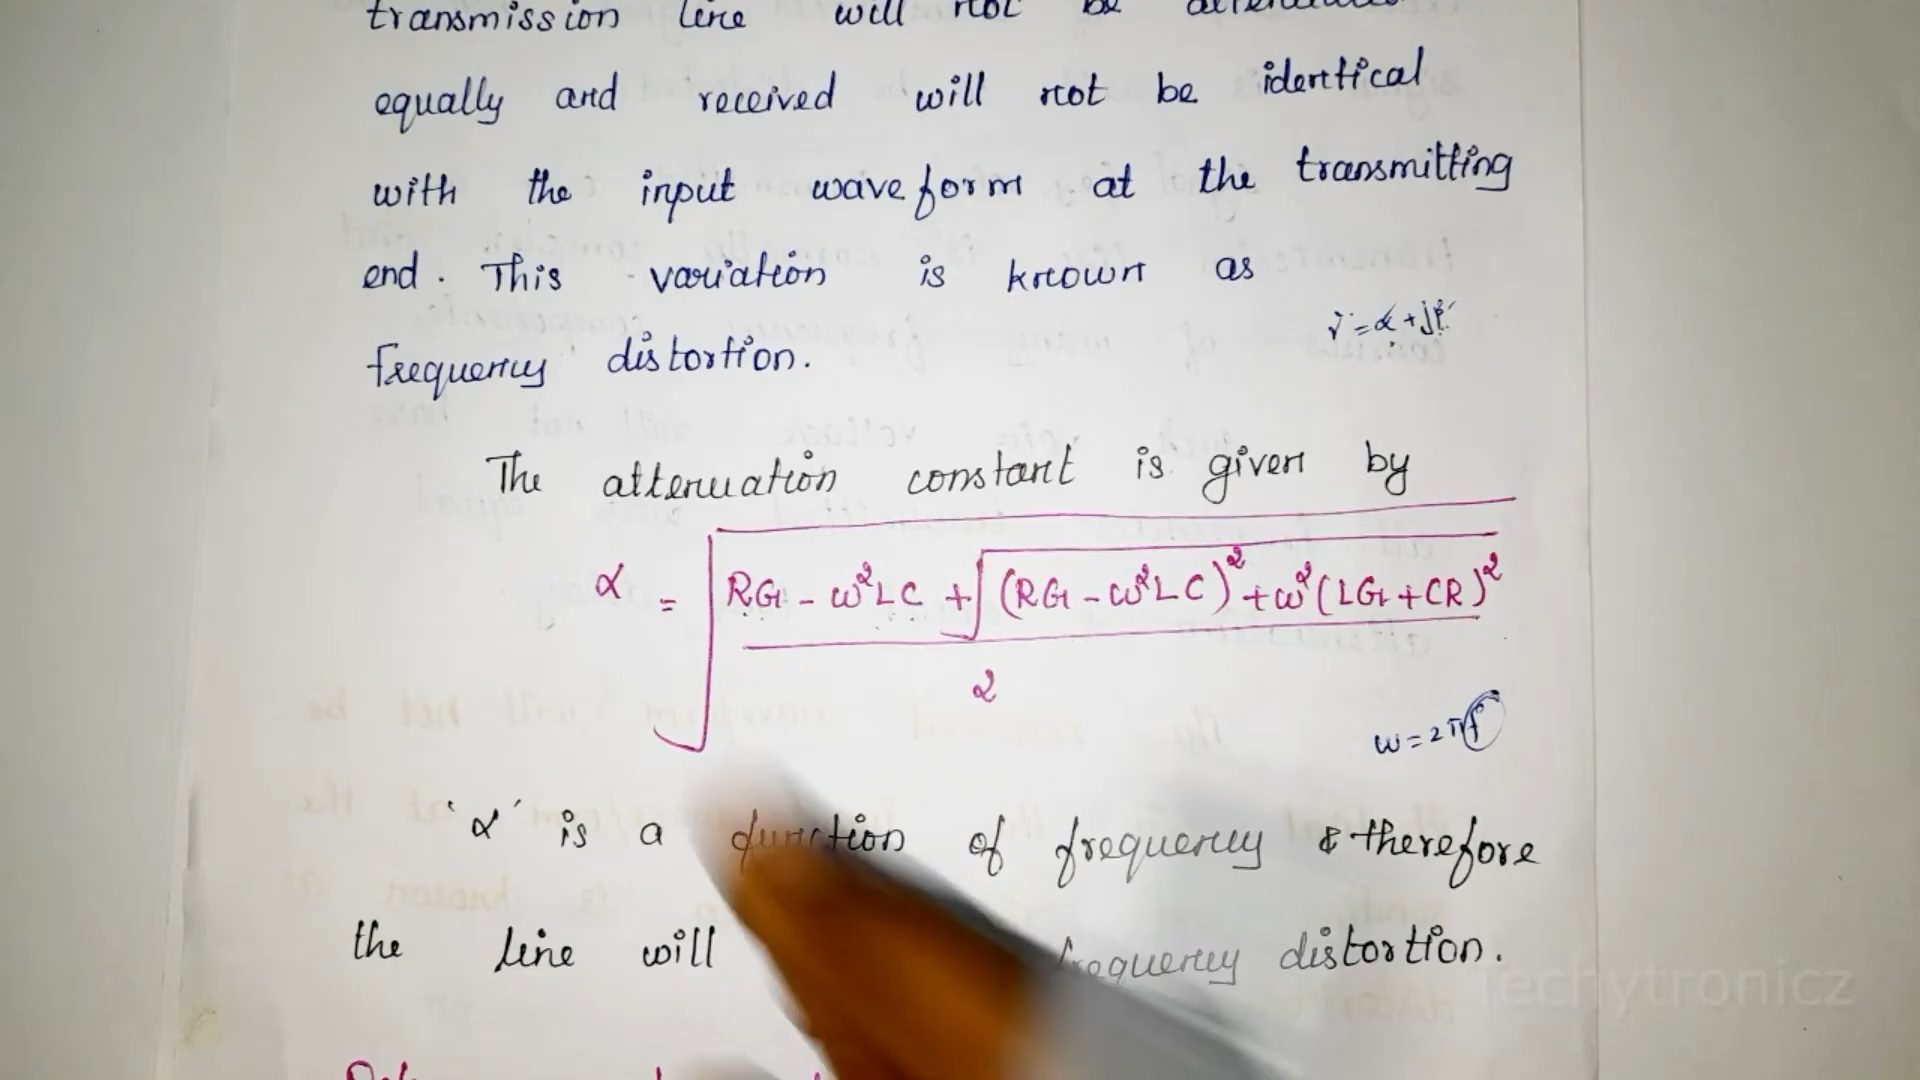 transmission line will not be
equally and received will not be identical
with the input waveform at the transmitting
end. This variation is known as
γ = α + jβ
frequency distortion.
The attenuation constant is given by
α = √((RG - ω²LC + √((RG - ω²LC)² + ω²(LG + CR)²)) / 2)
ω = 2πf
'α' is a function of frequency & therefore
the line will frequency distortion.
Techytronicz